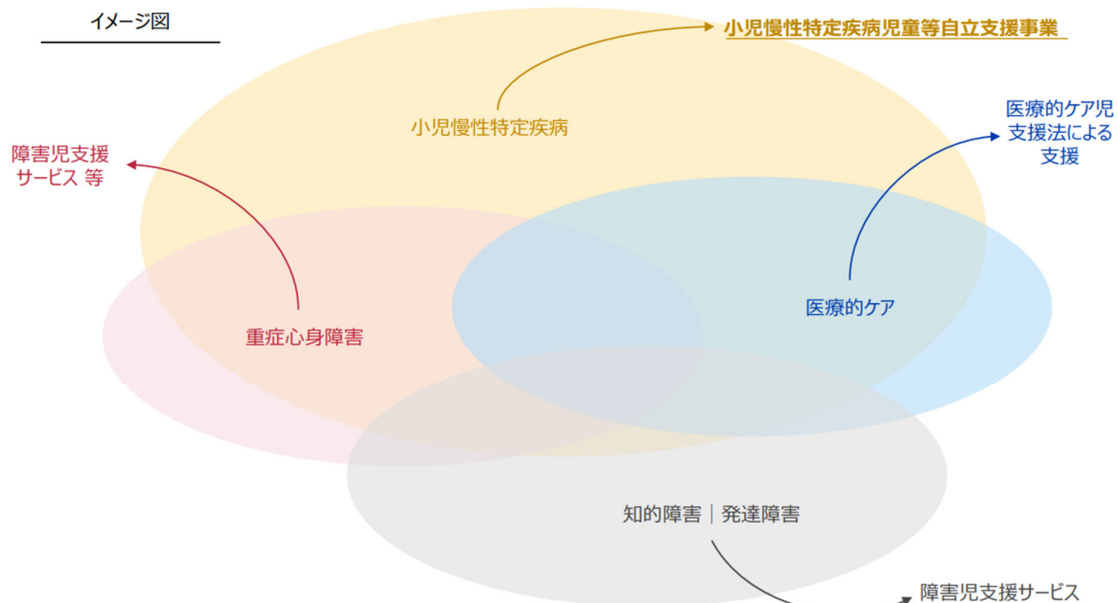 イメージ図
小児慢性特定疾病児童等自立支援事業
小児慢性特定疾病
医療的ケア児
支援法による
支援
障害児支援
サービス 等
医療的ケア
重症心身障害
知的障害｜発達障害
障害児支援サービス